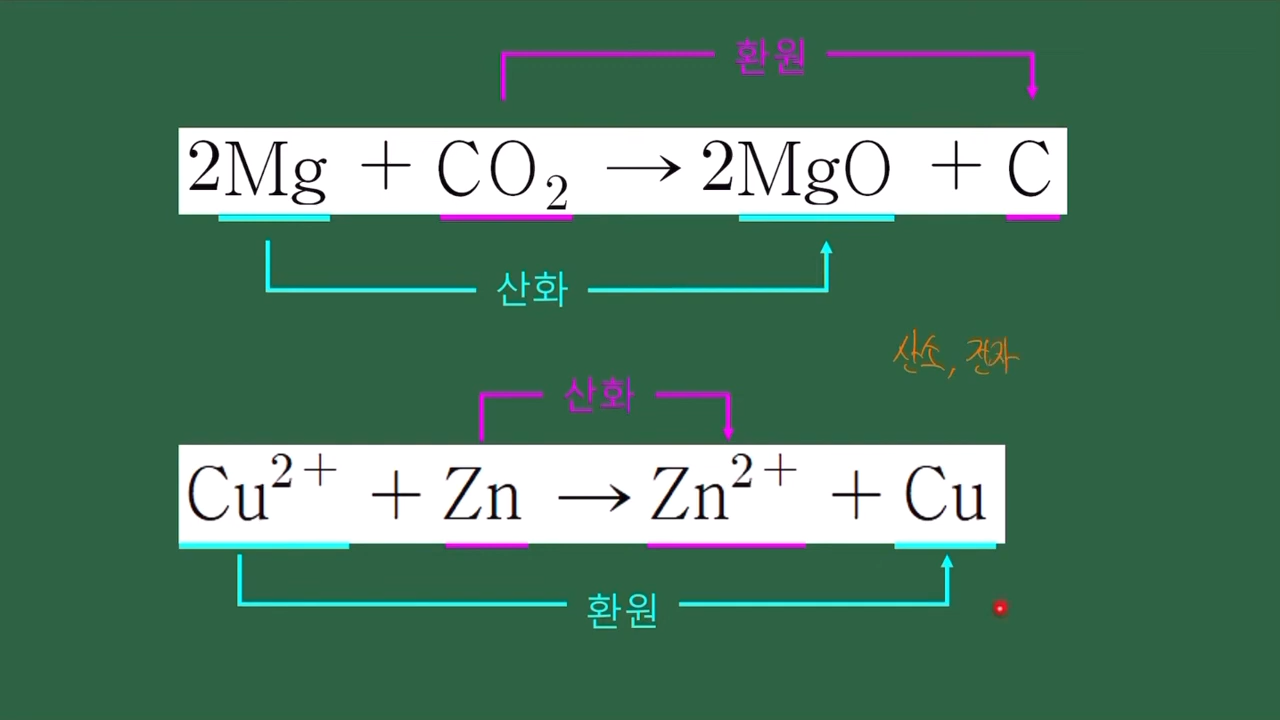 환원
2Mg + CO₂ → 2MgO + C
산화
산소, 전자
산화
Cu²⁺ + Zn → Zn²⁺ + Cu
환원